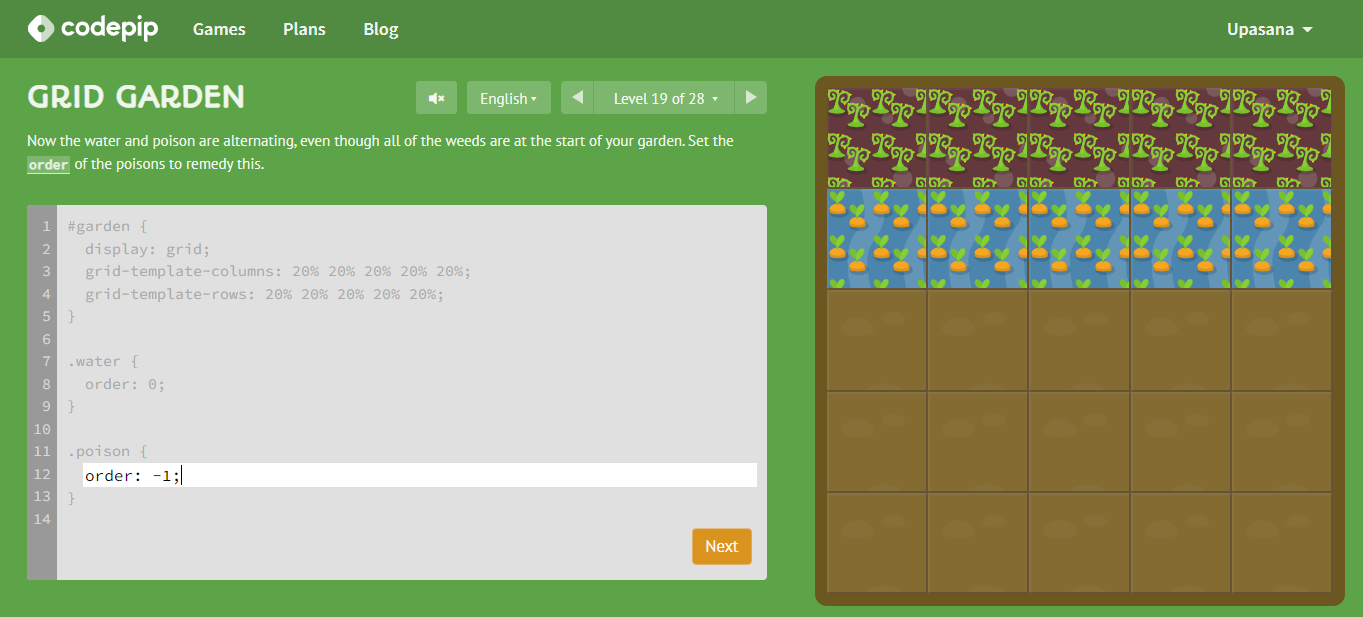 codepip Games Plans Blog Upasana
GRID GARDEN English Level 19 of 28
Now the water and poison are alternating, even though all of the weeds are at the start of your garden. Set the
order of the poisons to remedy this.
1 #garden {
2 display: grid;
3 grid-template-columns: 20% 20% 20% 20% 20%;
4 grid-template-rows: 20% 20% 20% 20% 20%;
5 }
6
7 .water {
8 order: 0;
9 }
10
11 .poison {
12 order: -1;
13 }
14
Next